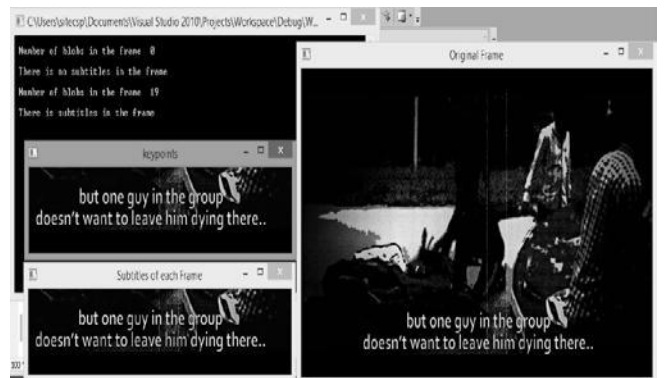 C:\Users\sitecsp\Documents\Visual Studio 2010\Projects\Workspace\Debug\W...
Number of blobs in the frame 0
There is no subtitles in the frame
Number of blobs in the frame 19
There is subtitles in the frame
keypoints
but one guy in the group
doesn't want to leave him dying there..
Subtitles of each Frame
but one guy in the group
doesn't want to leave him dying there..
100 %
Original Frame
but one guy in the group
doesn't want to leave him dying there..